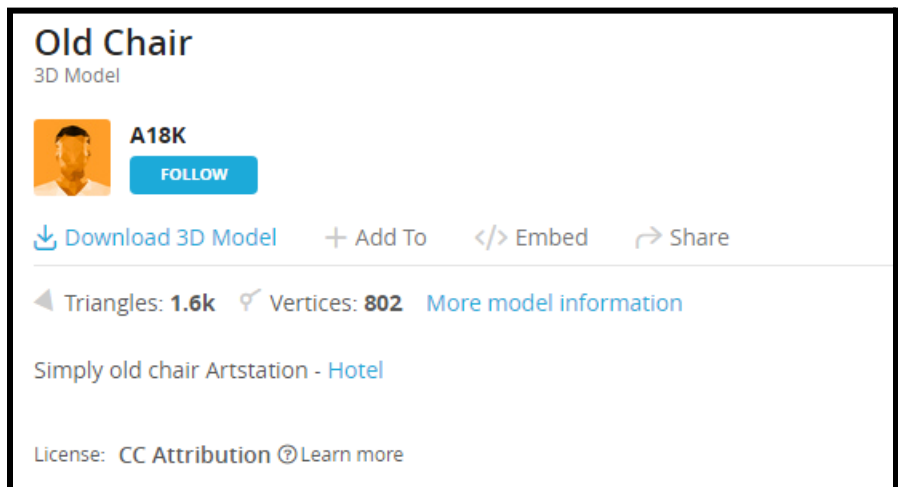 Old Chair
3D Model
A18K
FOLLOW
Download 3D Model Add To </> Embed Share
Triangles: 1.6k Vertices: 802 More model information
Simply old chair Artstation - Hotel
License: CC Attribution ? Learn more